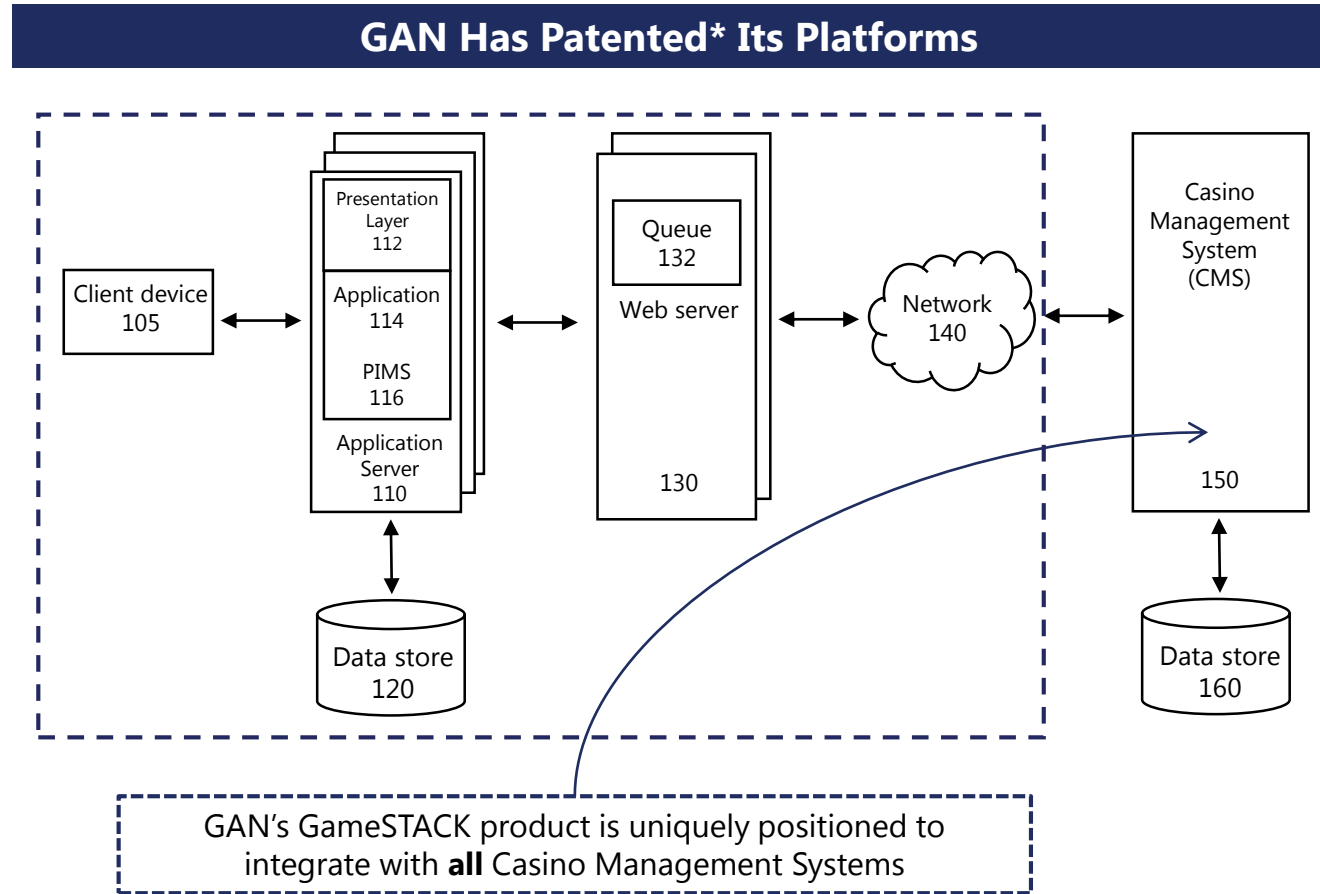 GAN Has Patented* Its Platforms
Client device
105
Presentation
Layer
112
Application
114
PIMS
116
Application
Server
110
Data store
120
Queue
132
Web server
130
Network
140
Casino
Management
System
(CMS)
150
Data store
160
GAN's GameSTACK product is uniquely positioned to
integrate with all Casino Management Systems